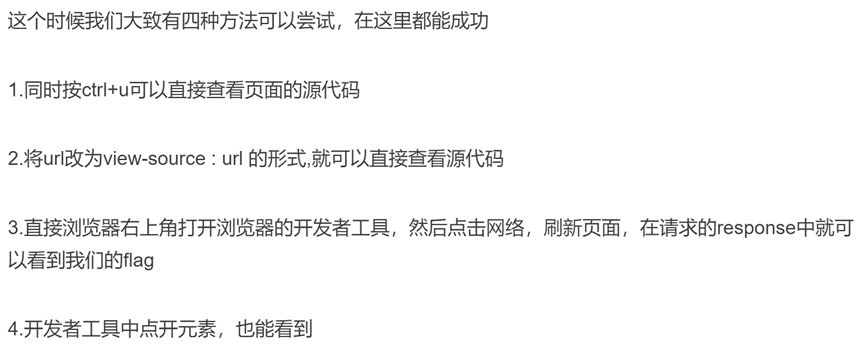 这个时候我们大致有四种方法可以尝试，在这里都能成功
1.同时按ctrl+u可以直接查看页面的源代码
2.将url改为view-source : url 的形式,就可以直接查看源代码
3.直接浏览器右上角打开浏览器的开发者工具，然后点击网络，刷新页面，在请求的response中就可
以看到我们的flag
4.开发者工具中点开元素，也能看到